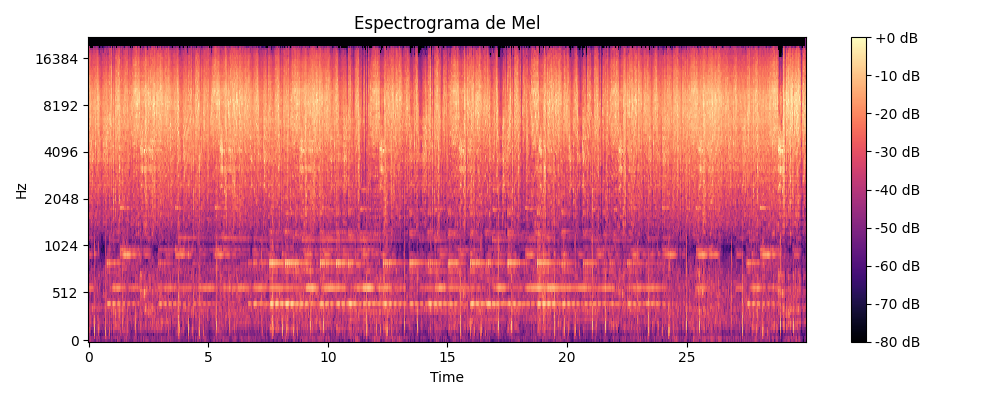 Espectrograma de Mel
Hz
16384
8192
4096
2048
1024
512
0
0 5 10 15 20 25
Time
+0 dB
-10 dB
-20 dB
-30 dB
-40 dB
-50 dB
-60 dB
-70 dB
-80 dB